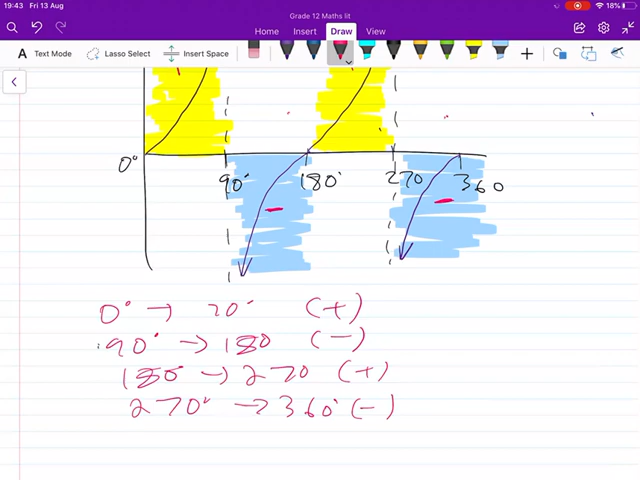 19:43 Fri 13 Aug
18%
Grade 12 Maths lit
Home Insert Draw View
A Text Mode Lasso Select Insert Space
0°
90° 180° 270 360
0° → 90° (+)
90° → 180 (-)
180° → 270 (+)
270° → 360° (-)